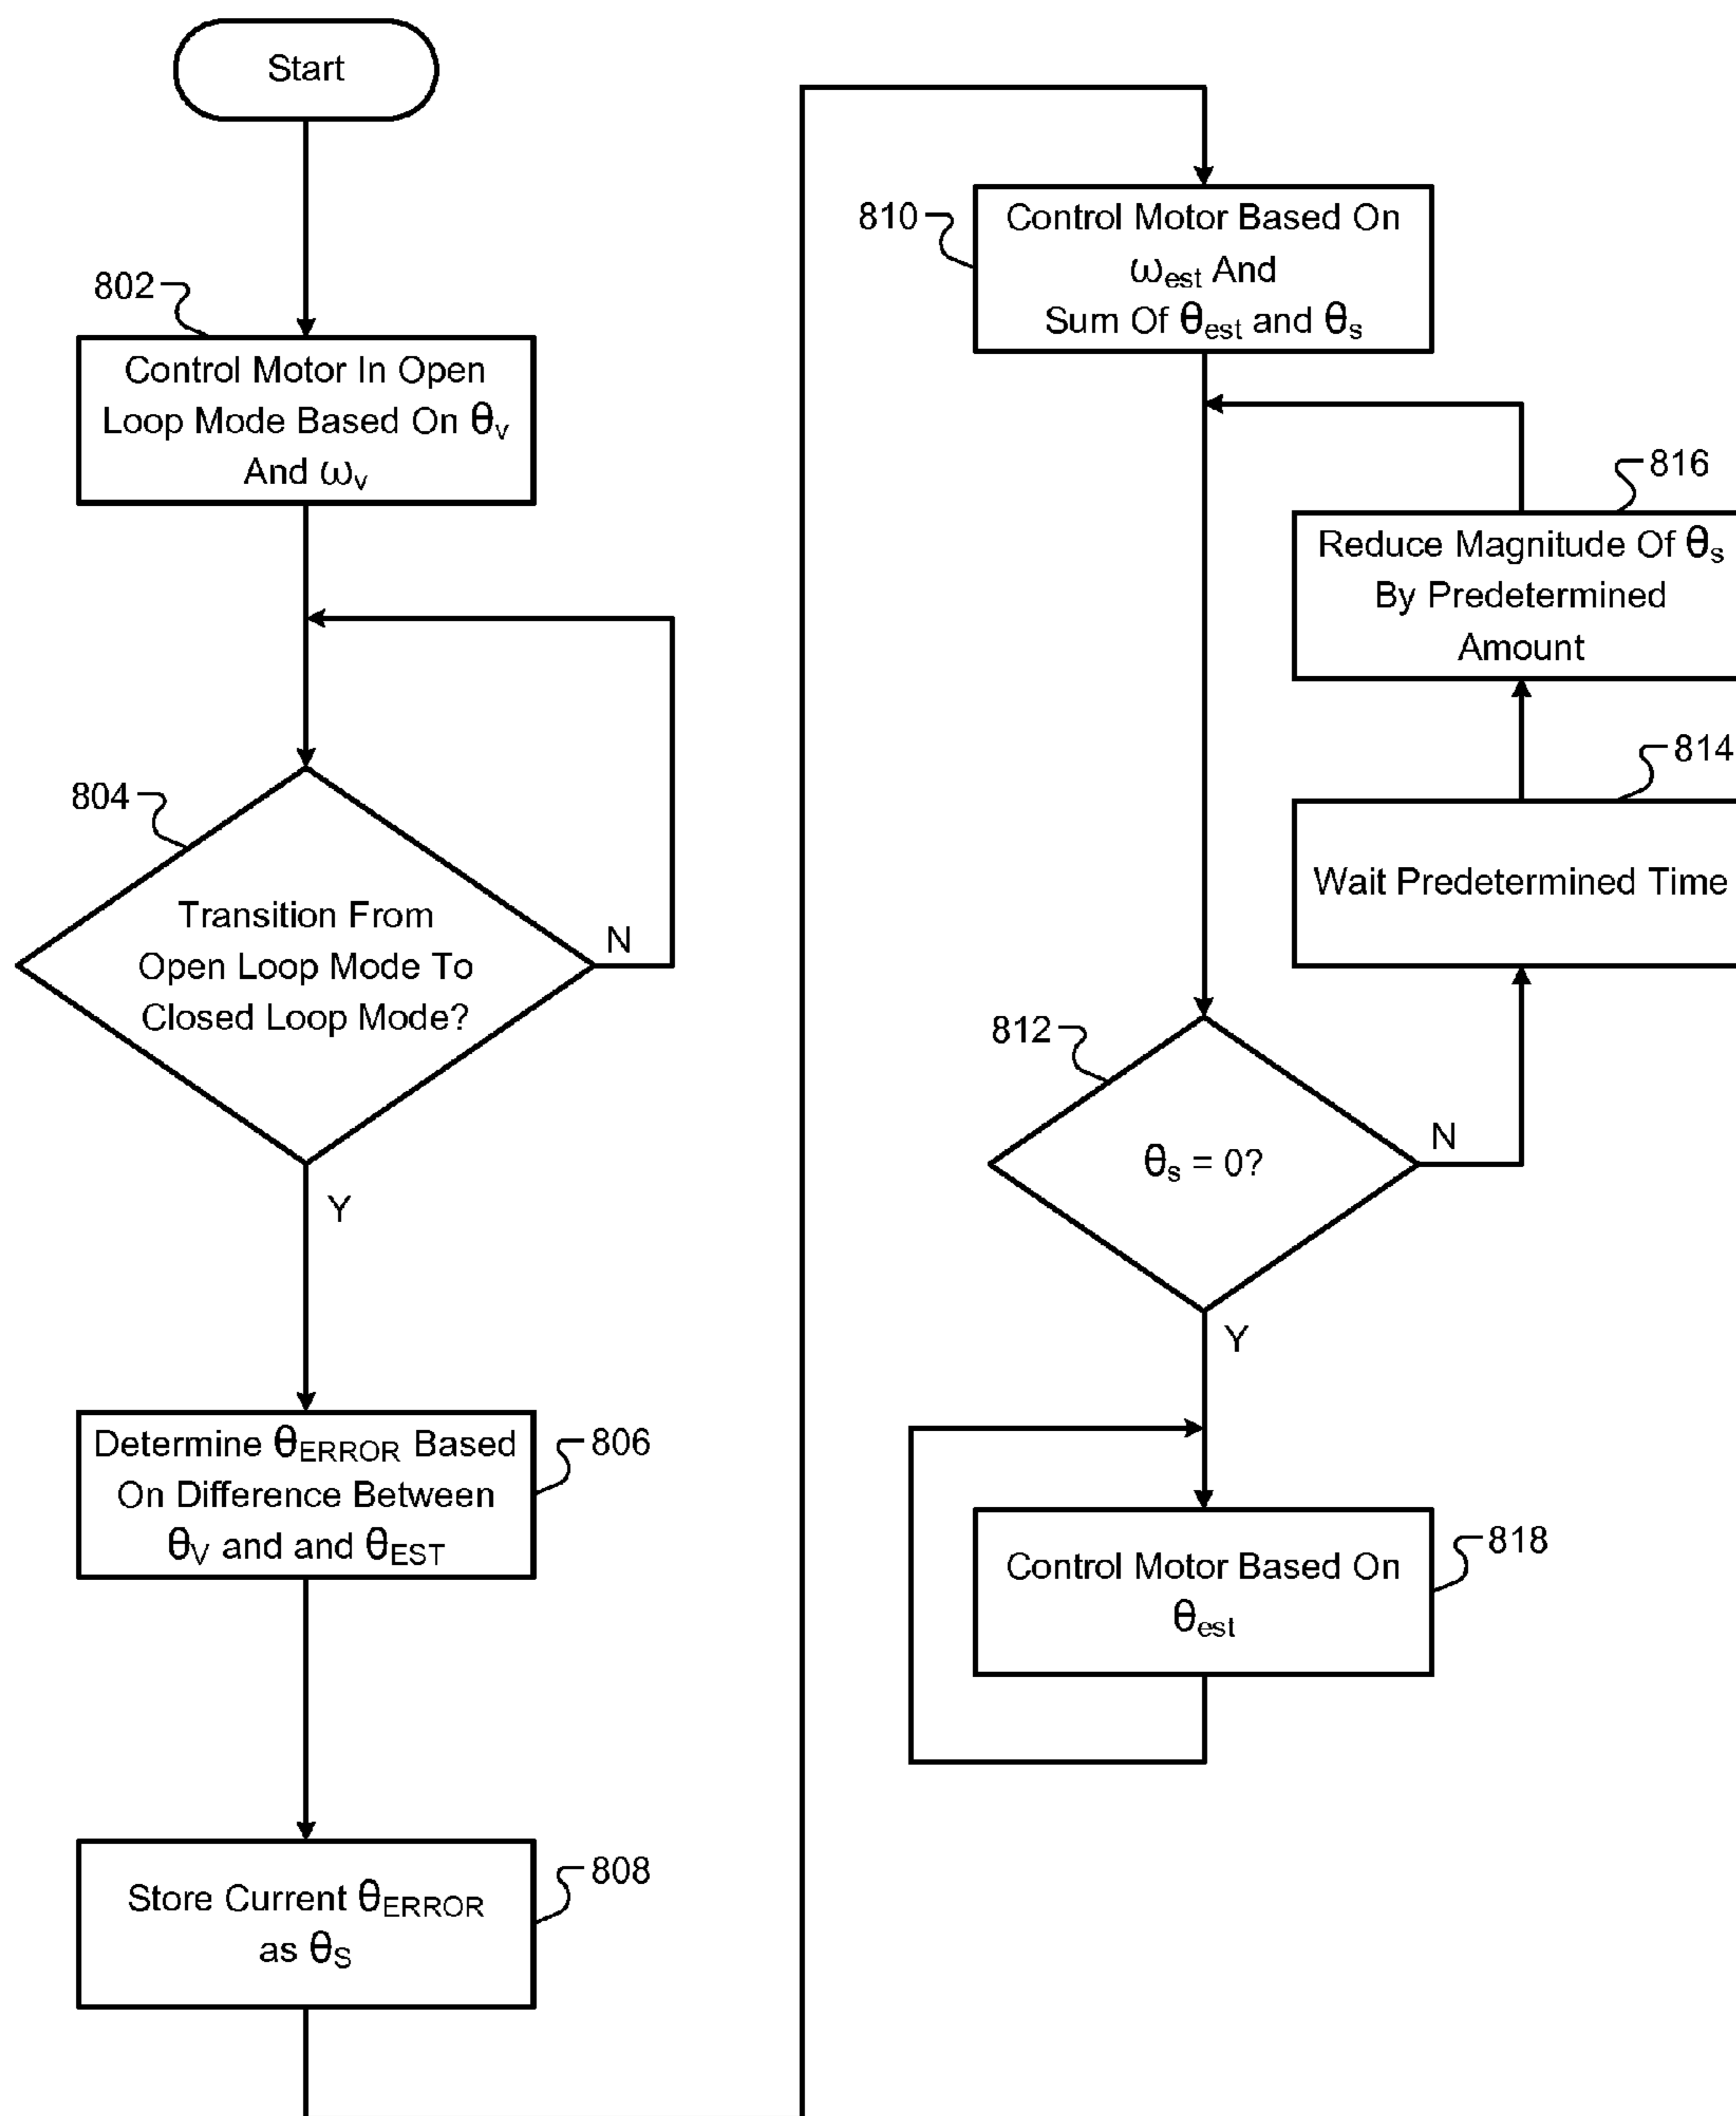 Start
802
Control Motor In Open
Loop Mode Based On θv
And ωv
804
Transition From
Open Loop Mode To
Closed Loop Mode?
N
Y
Determine θERROR Based
On Difference Between
θV and and θEST
806
Store Current θERROR
as θS
808
810
Control Motor Based On
ωest And
Sum Of θest and θs
816
Reduce Magnitude Of θs
By Predetermined
Amount
814
Wait Predetermined Time
812
θs = 0?
N
Y
Control Motor Based On
θest
818